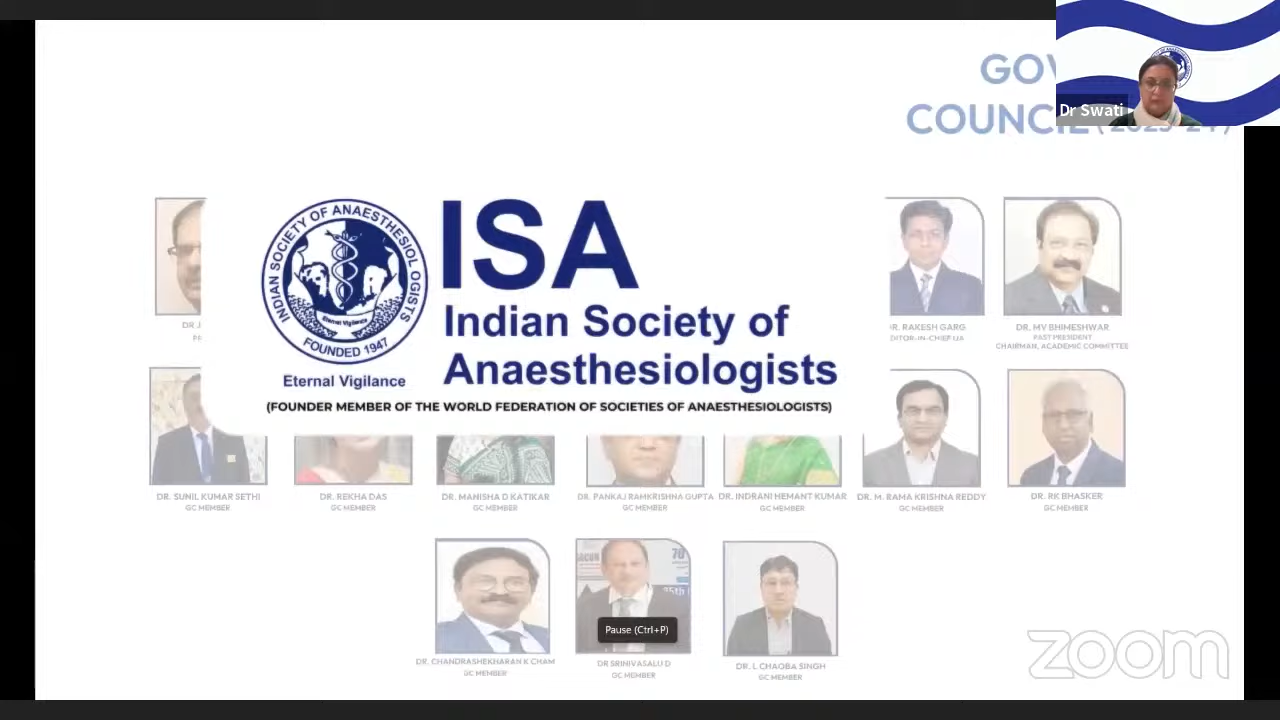 GOV
COUNCIL (2023-24)
Dr Swati
INDIAN SOCIETY OF ANAESTHESIOLOGISTS
Eternal Vigilance
FOUNDED 1947
Eternal Vigilance
ISA
Indian Society of
Anaesthesiologists
(FOUNDER MEMBER OF THE WORLD FEDERATION OF SOCIETIES OF ANAESTHESIOLOGISTS)
DR J
DR. RAKESH GARG
DR. MV BHIMESHWAR
PAST PRESIDENT
CHAIRMAN, ACADEMIC COMMITTEE
DR. SUNIL KUMAR SETHI
GC MEMBER
DR. REKHA DAS
GC MEMBER
DR. MANISHA D KATIKAR
GC MEMBER
DR. PANKAJ RAMKRISHNA GUPTA
GC MEMBER
DR. INDRANI HEMANT KUMAR
GC MEMBER
DR. M. RAMA KRISHNA REDDY
GC MEMBER
DR. RK BHASKER
GC MEMBER
70
Pause (Ctrl+P)
DR. CHANDRASHEKHARAN K CHAM
GC MEMBER
DR SRINIVASALU D
GC MEMBER
DR. L CHAOBA SINGH
GC MEMBER
zoom